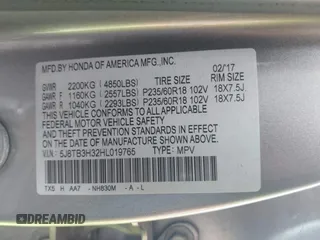 MFD.BY HONDA OF AMERICA MFG.,INC. 02/17
TIRE SIZE RIM SIZE
GVWR 2200KG( 4850LBS)
GAWR F 1160KG( 2557LBS) P235/60R18 102V 18X7.5J
GAWR R 1040KG( 2293LBS) P235/60R18 102V 18X7.5J
THIS VEHICLE CONFORMS TO ALL APPLICABLE
FEDERAL MOTOR VEHICLE SAFETY, BUMPER,
AND THEFT PREVENTION STANDARDS
IN EFFECT ON THE DATE OF MANUFACTURE
SHOWN ABOVE.
V.I.N.: 5J8TB3H32HL019765 TYPE: MPV
TX5 H AA7 -NH830M -A -L
DREAMBID